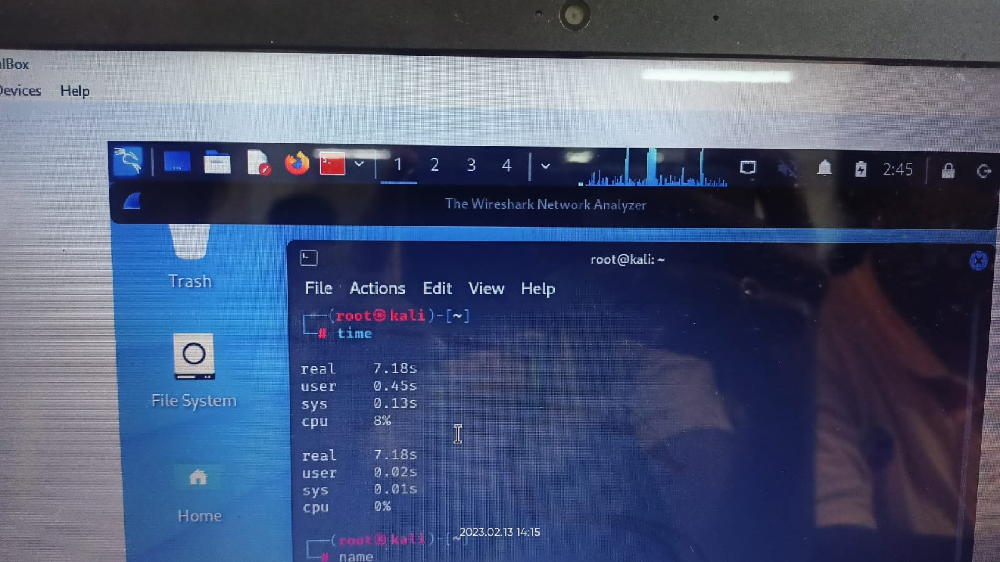 lBox
Devices Help
1 2 3 4 2:45
The Wireshark Network Analyzer
Trash
File System
Home
root@kali: ~
File Actions Edit View Help
(root㉿kali)-[~]
# time
real 7.18s
user 0.45s
sys 0.13s
cpu 8%
real 7.18s
user 0.02s
sys 0.01s
cpu 0%
(root㉿kali)-[~]
# name
2023.02.13 14:15